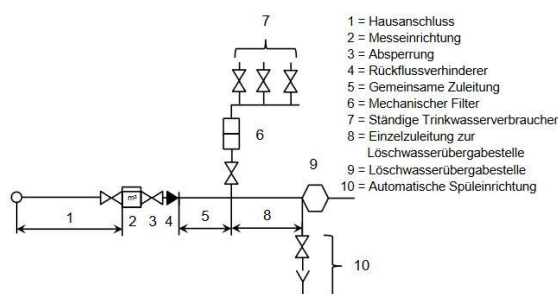 7
6
9
m³
1
2
3
4
5
8
10
1 = Hausanschluss
2 = Messeinrichtung
3 = Absperrung
4 = Rückflussverhinderer
5 = Gemeinsame Zuleitung
6 = Mechanischer Filter
7 = Ständige Trinkwasserverbraucher
8 = Einzelzuleitung zur
Löschwasserübergabestelle
9 = Löschwasserübergabestelle
10 = Automatische Spüleinrichtung